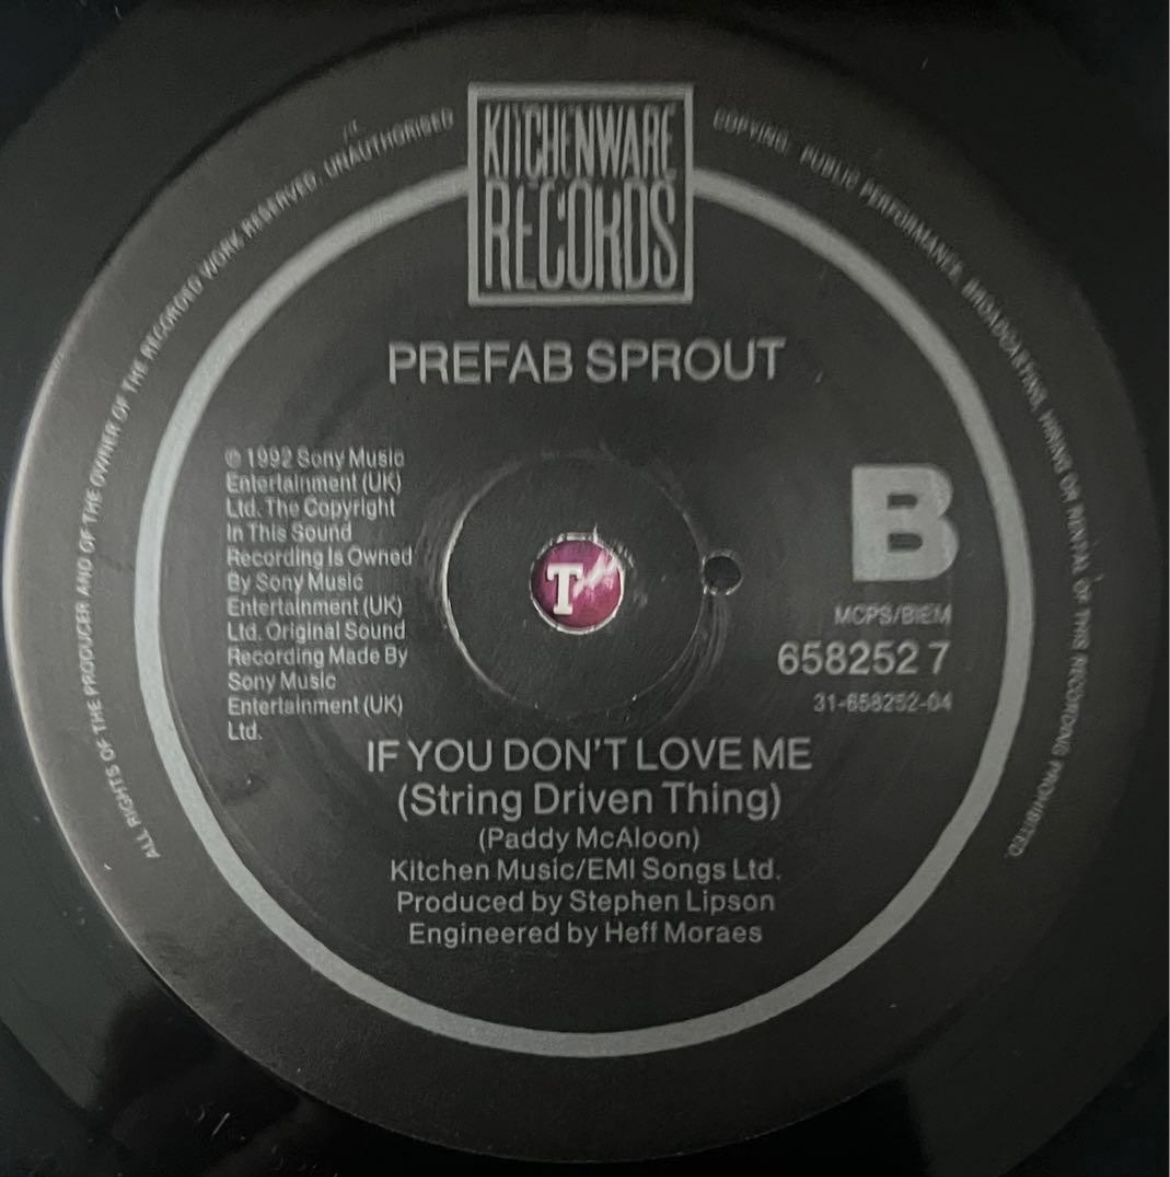 KITCHENWARE
RECORDS
PREFAB SPROUT
ALL RIGHTS OF THE PRODUCER AND OF THE OWNER OF THE RECORDED WORK RESERVED. UNAUTHORISED COPYING. PUBLIC PERFORMANCE, BROADCASTING, HIRING OR RENTAL OF THIS RECORDING PROHIBITED.
© 1992 Sony Music
Entertainment (UK)
Ltd. The Copyright
In This Sound
Recording Is Owned
By Sony Music
Entertainment (UK)
Ltd. Original Sound
Recording Made By
Sony Music
Entertainment (UK)
Ltd.
T
B
MCPS/BIEM
658252 7
31-658252-04
IF YOU DON'T LOVE ME
(String Driven Thing)
(Paddy McAloon)
Kitchen Music/EMI Songs Ltd.
Produced by Stephen Lipson
Engineered by Heff Moraes